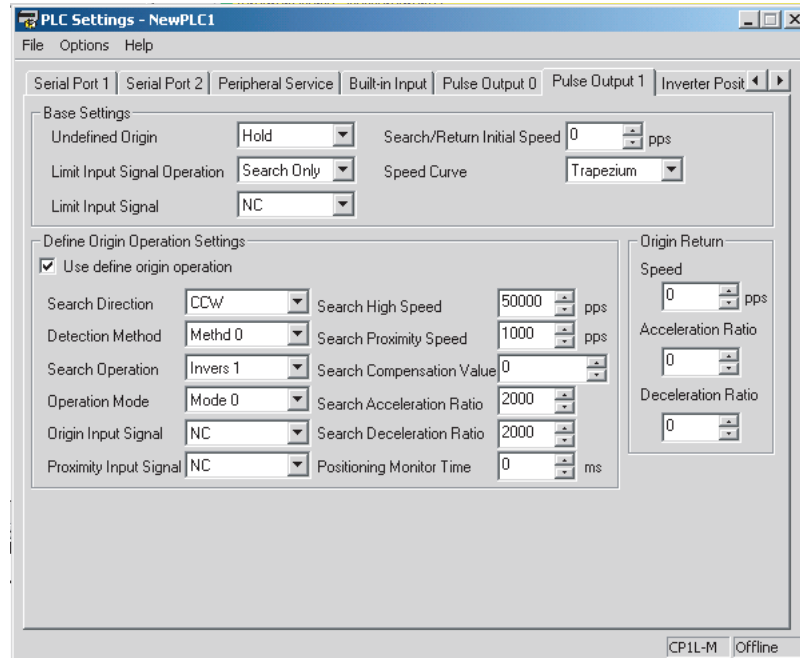 PLC Settings - NewPLC1
File Options Help
Serial Port 1 Serial Port 2 Peripheral Service Built-in Input Pulse Output 0 Pulse Output 1 Inverter Posit
Base Settings
Undefined Origin Hold Search/Return Initial Speed 0 pps
Limit Input Signal Operation Search Only Speed Curve Trapezium
Limit Input Signal NC
Define Origin Operation Settings
Use define origin operation
Search Direction CCW Search High Speed 50000 pps
Detection Method Methd 0 Search Proximity Speed 1000 pps
Search Operation Invers 1 Search Compensation Value 0
Operation Mode Mode 0 Search Acceleration Ratio 2000
Origin Input Signal NC Search Deceleration Ratio 2000
Proximity Input Signal NC Positioning Monitor Time 0 ms
Origin Return
Speed
0 pps
Acceleration Ratio
0
Deceleration Ratio
0
CP1L-M Offline